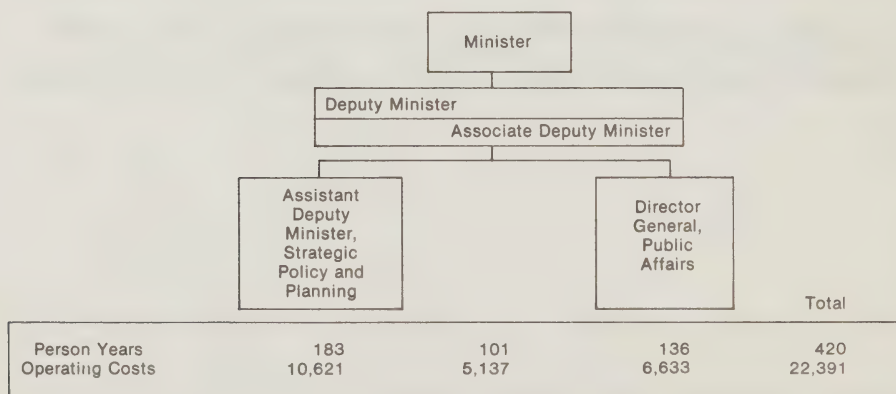 Minister
Deputy Minister
Associate Deputy Minister
Assistant
Deputy
Minister,
Strategic
Policy and
Planning
Director
General,
Public
Affairs
Total
Person Years 183 101 136 420
Operating Costs 10,621 5,137 6,633 22,391